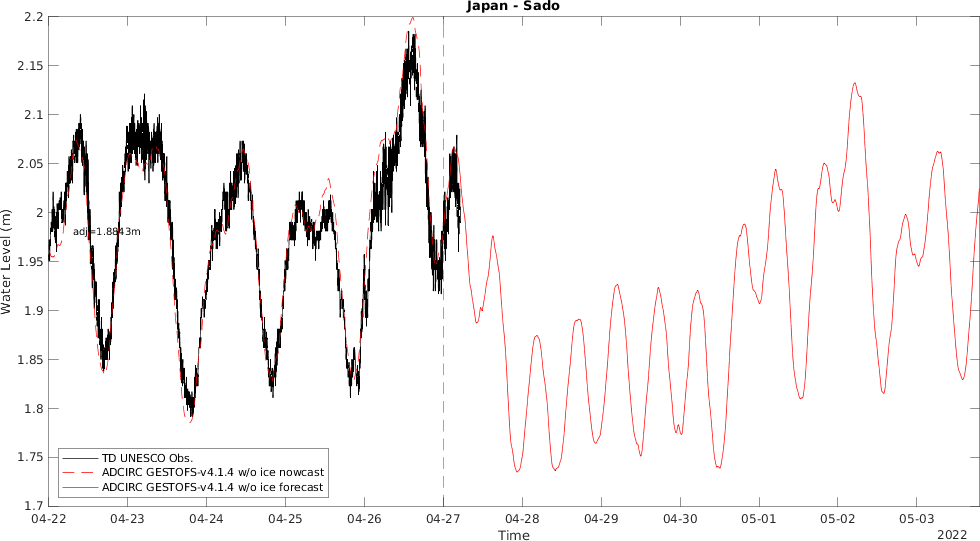 Japan - Sado
2.2
2.15
2.1
2.05
2
1.95
1.9
1.85
1.8
1.75
1.7
Water Level (m)
adj=1.8843m
TD UNESCO Obs.
ADCIRC GESTOFS-v4.1.4 w/o ice nowcast
ADCIRC GESTOFS-v4.1.4 w/o ice forecast
04-22 04-23 04-24 04-25 04-26 04-27 04-28 04-29 04-30 05-01 05-02 05-03
Time
2022